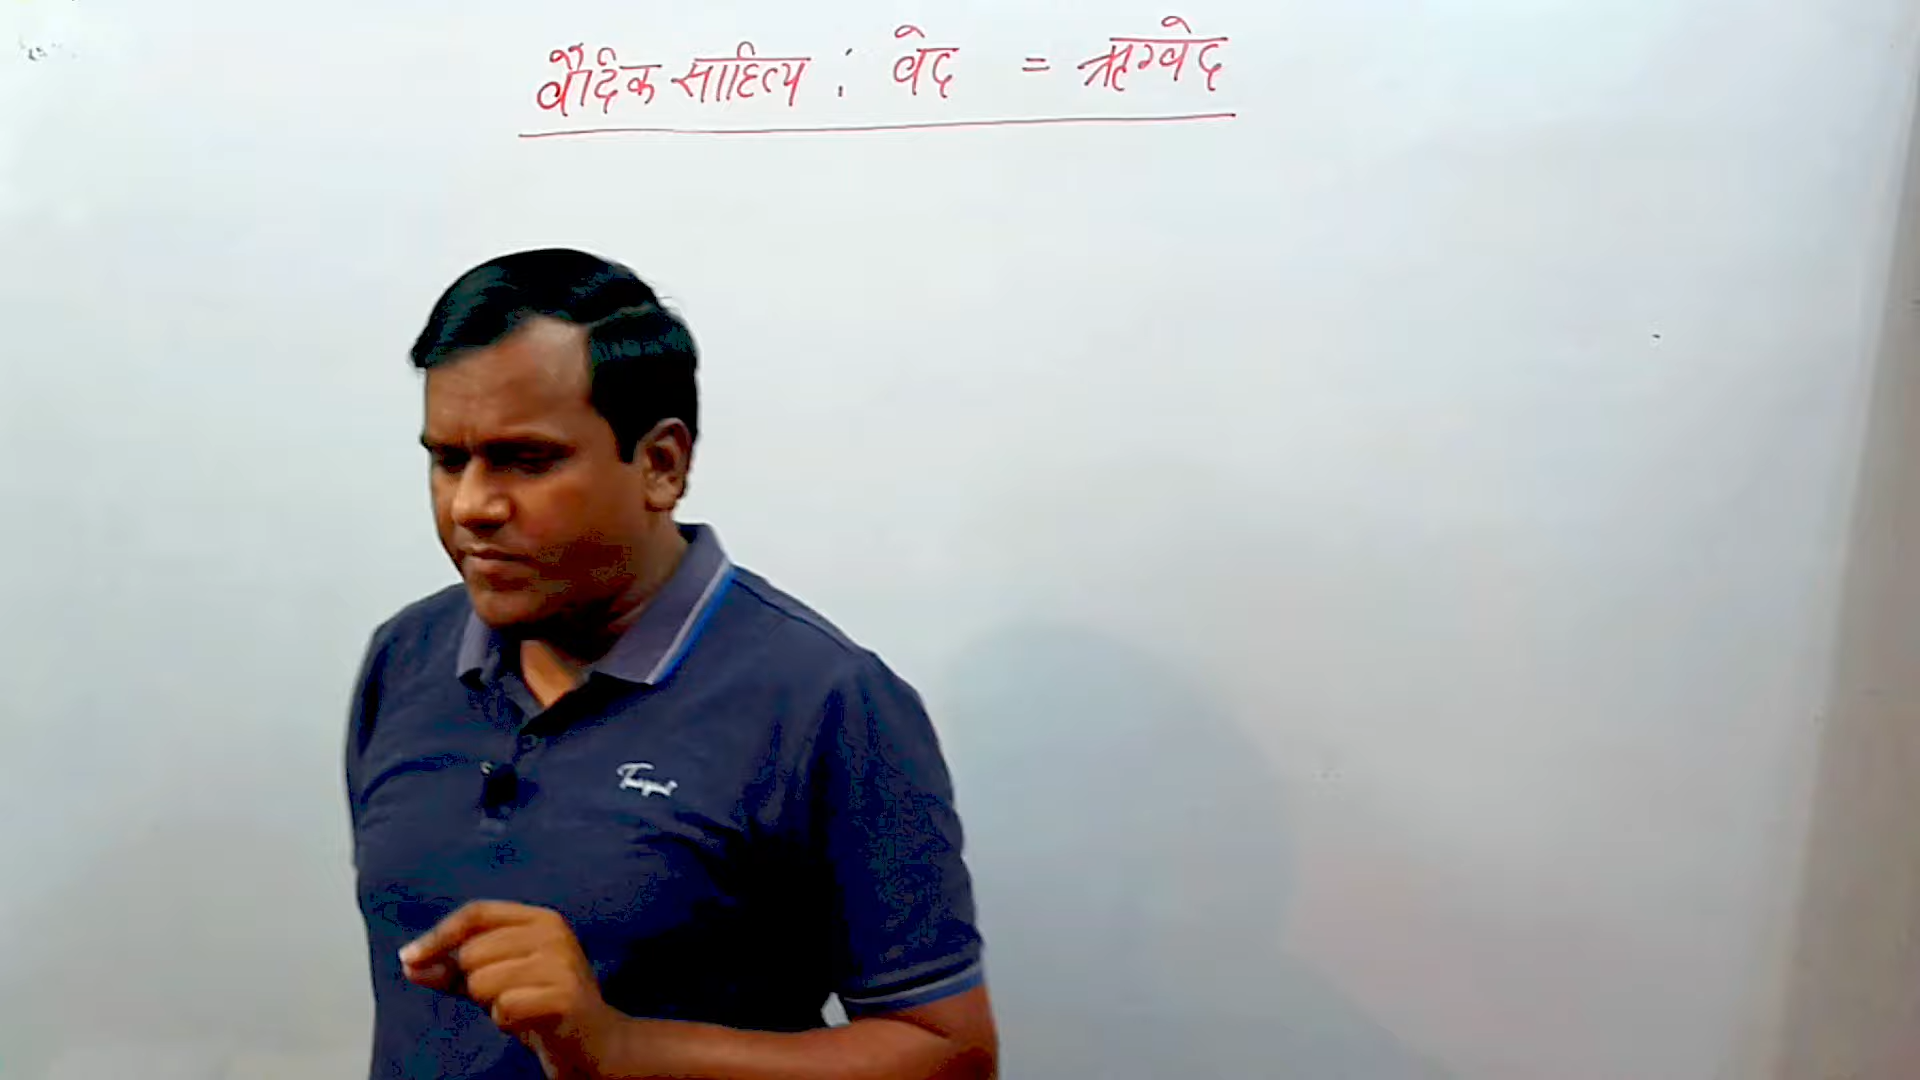 वैदिक साहित्य : वेद = ऋग्वेद